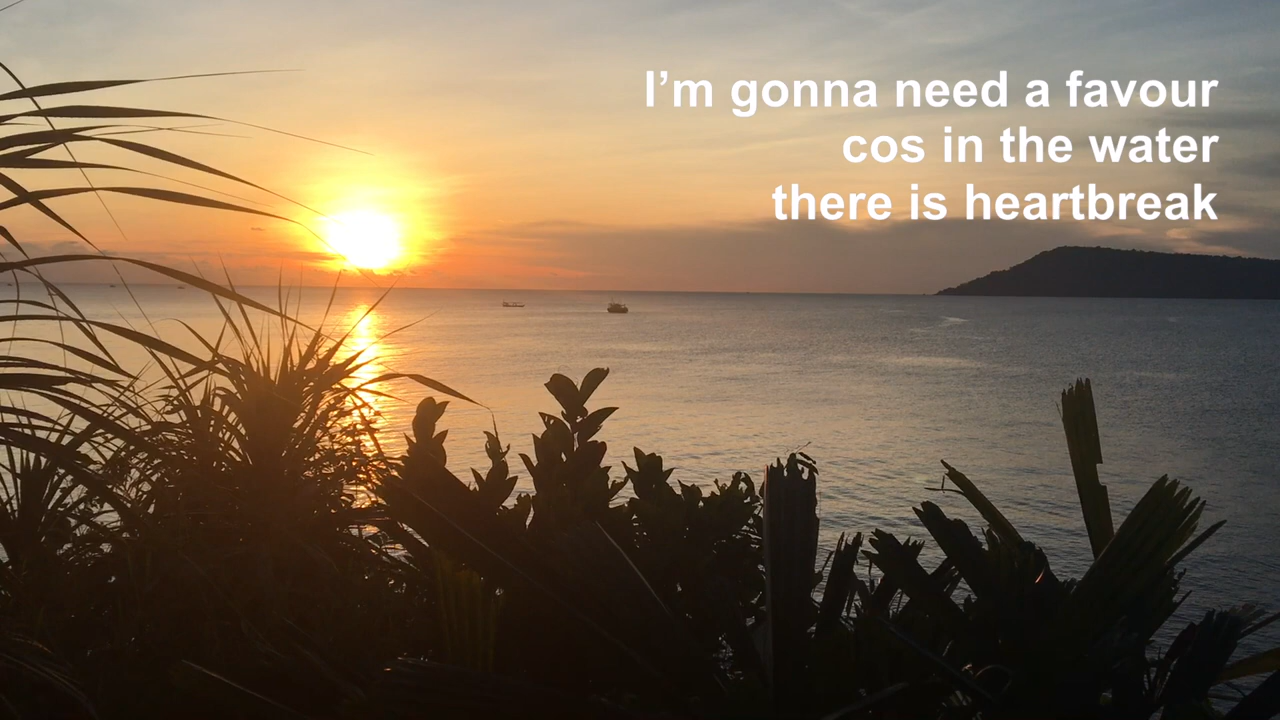 I’m gonna need a favour
cos in the water
there is heartbreak